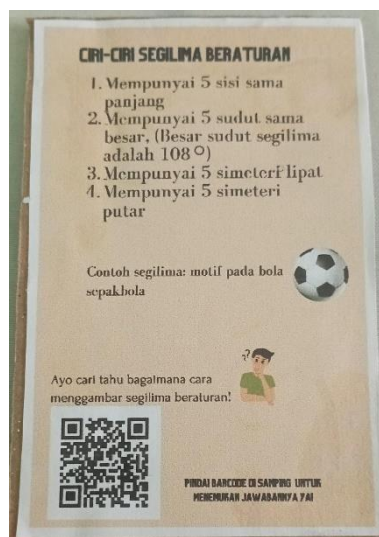 CIRI-CIRI SEGILIMA BERATURAN
1. Mempunyai 5 sisi sama
panjang
2. Mempunyai 5 sudut sama
besar, (Besar sudut segilima
adalah 108°)
3. Mempunyai 5 simeteri lipat
4. Mempunyai 5 simeteri
putar
Contoh segilima: motif pada bola
sepakbola
?
Ayo cari tahu bagaimana cara
menggambar segilima beraturan!
PINDAI BARCODE DI SAMPING UNTUK
MENEMUKAN JAWABANNYA YA!